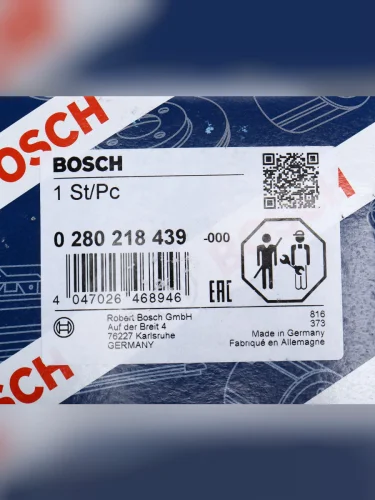 BOSCH
BOSCH
1 St/Pc
0 280 218 439 -000
4 047026 468946
EAC
Robert Bosch GmbH
Auf der Breit 4
76227 Karlsruhe
GERMANY
816
373
Made in Germany
Fabriqué en Allemagne
BOSCH